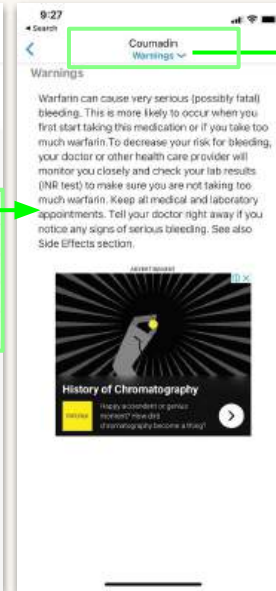 9:27
◂ Search
Coumadin
Warnings
Warnings
Warfarin can cause very serious (possibly fatal)
bleeding. This is more likely to occur when you
first start taking this medication or if you take too
much warfarin.To decrease your risk for bleeding,
your doctor or other health care provider will
monitor you closely and check your lab results
(INR test) to make sure you are not taking too
much warfarin. Keep all medical and laboratory
appointments. Tell your doctor right away if you
notice any signs of serious bleeding. See also
Side Effects section.
ADVERTISEMENT
History of Chromatography
Happy accident or genius
moment? How did
chromatography become a thing?